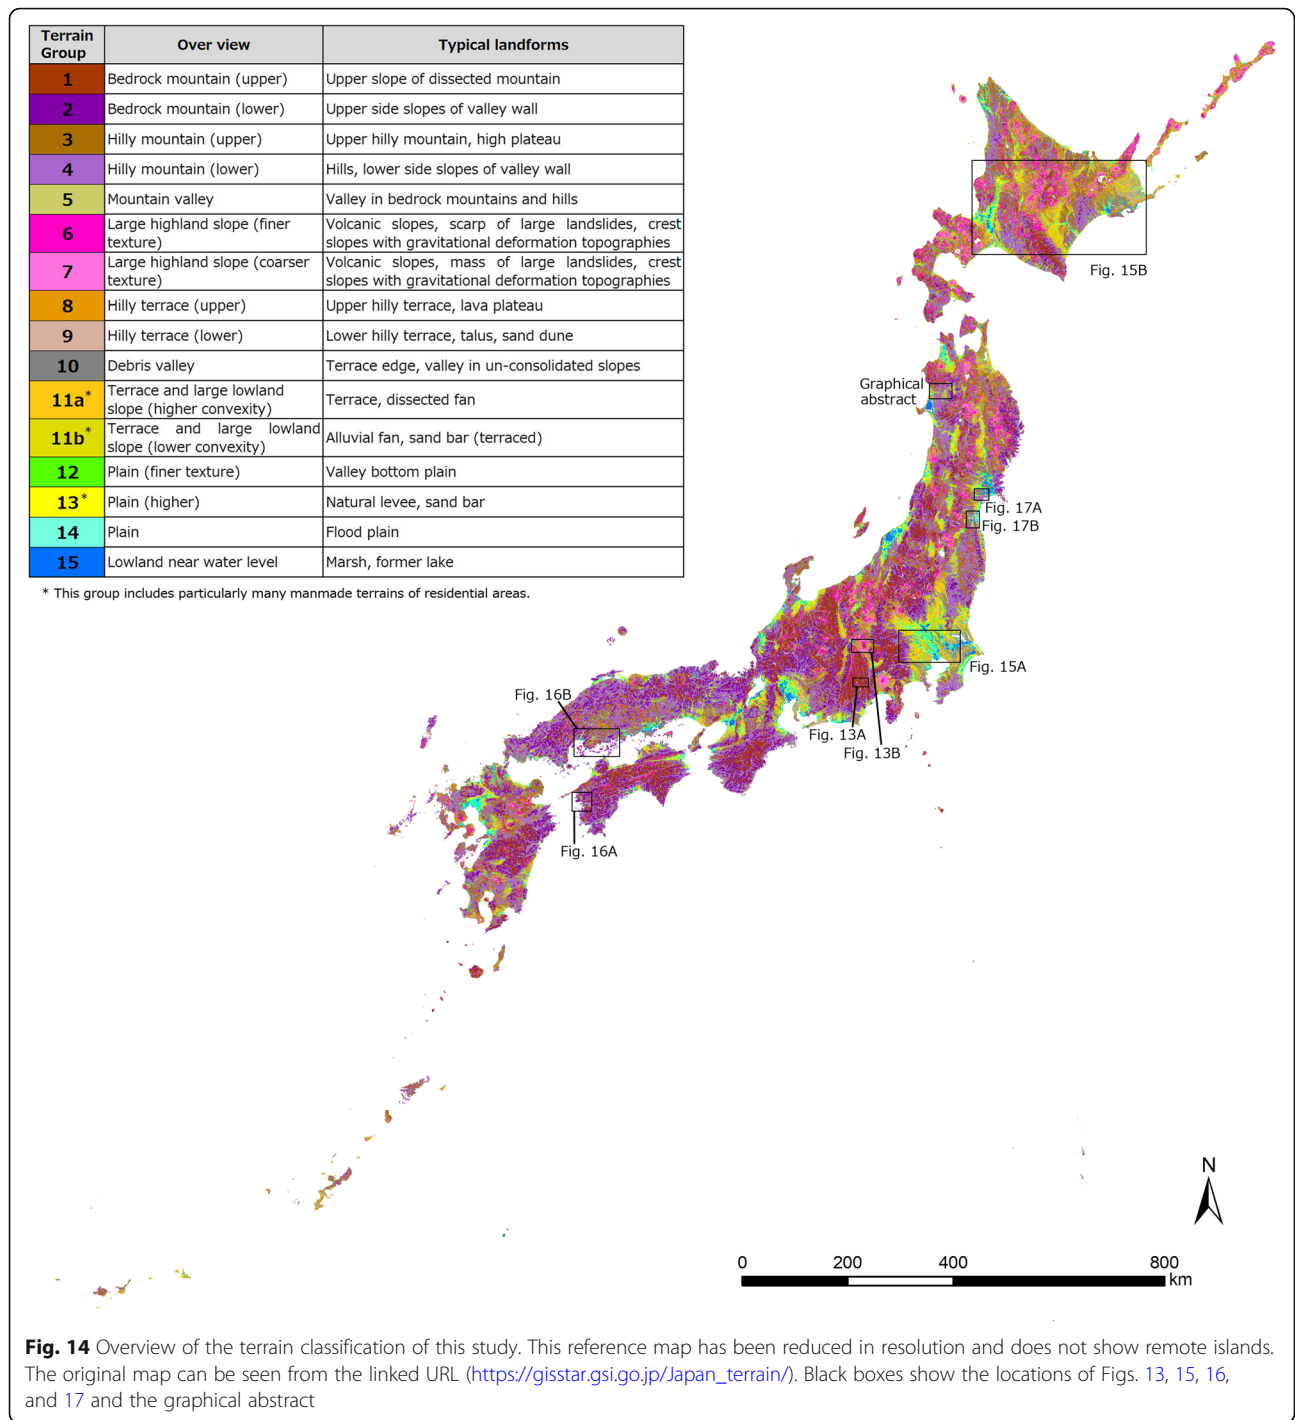 Terrain Group Over view Typical landforms
1 Bedrock mountain (upper) Upper slope of dissected mountain
2 Bedrock mountain (lower) Upper side slopes of valley wall
3 Hilly mountain (upper) Upper hilly mountain, high plateau
4 Hilly mountain (lower) Hills, lower side slopes of valley wall
5 Mountain valley Valley in bedrock mountains and hills
6 Large highland slope (finer texture) Volcanic slopes, scarp of large landslides, crest slopes with gravitational deformation topographies
7 Large highland slope (coarser texture) Volcanic slopes, mass of large landslides, crest slopes with gravitational deformation topographies
8 Hilly terrace (upper) Upper hilly terrace, lava plateau
9 Hilly terrace (lower) Lower hilly terrace, talus, sand dune
10 Debris valley Terrace edge, valley in un-consolidated slopes
11a* Terrace and large lowland slope (higher convexity) Terrace, dissected fan
11b* Terrace and large lowland slope (lower convexity) Alluvial fan, sand bar (terraced)
12 Plain (finer texture) Valley bottom plain
13* Plain (higher) Natural levee, sand bar
14 Plain Flood plain
15 Lowland near water level Marsh, former lake
* This group includes particularly many manmade terrains of residential areas.
Fig. 15B
Graphical
abstract
Fig. 17A
Fig. 17B
Fig. 15A
Fig. 16B
Fig. 13A
Fig. 13B
Fig. 16A
N
0 200 400 800
km
Fig. 14 Overview of the terrain classification of this study. This reference map has been reduced in resolution and does not show remote islands.
The original map can be seen from the linked URL (https://gisstar.gsi.go.jp/Japan_terrain/). Black boxes show the locations of Figs. 13, 15, 16,
and 17 and the graphical abstract